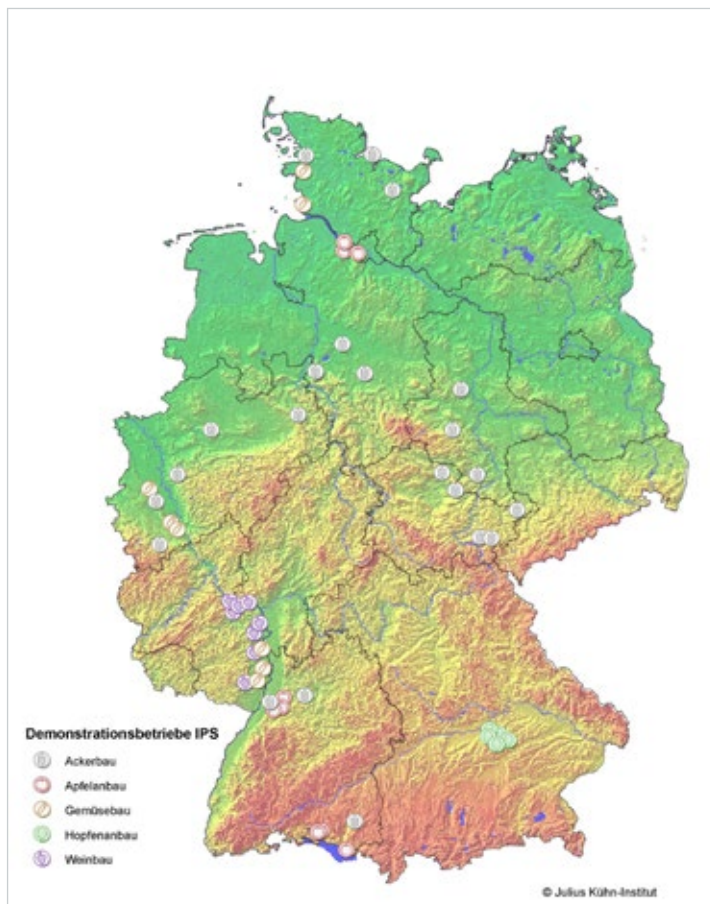 Demonstrationsbetriebe IPS
Ackerbau
Apfelanbau
Gemüsebau
Hopfenanbau
Weinbau
© Julius Kühn-Institut